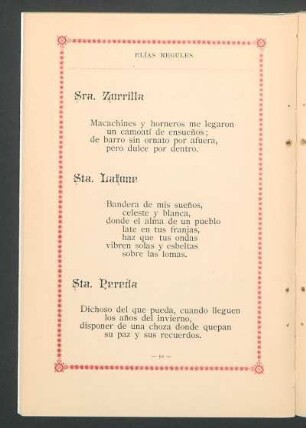 ELÍAS REGULES
Sra. Zorrilla
Macachines y horneros me legaron
un camoatí de ensueños;
de barro sin ornato por afuera,
pero dulce por dentro.
Sta. Latone
Bandera de mis sueños,
celeste y blanca,
donde el alma de un pueblo
late en tus franjas,
haz que tus ondas
vibren solas y esbeltas
sobre las lomas.
Sta. Pereda
Dichoso del que pueda, cuando lleguen
los años del invierno,
disponer de una choza donde quepan
su paz y sus recuerdos.